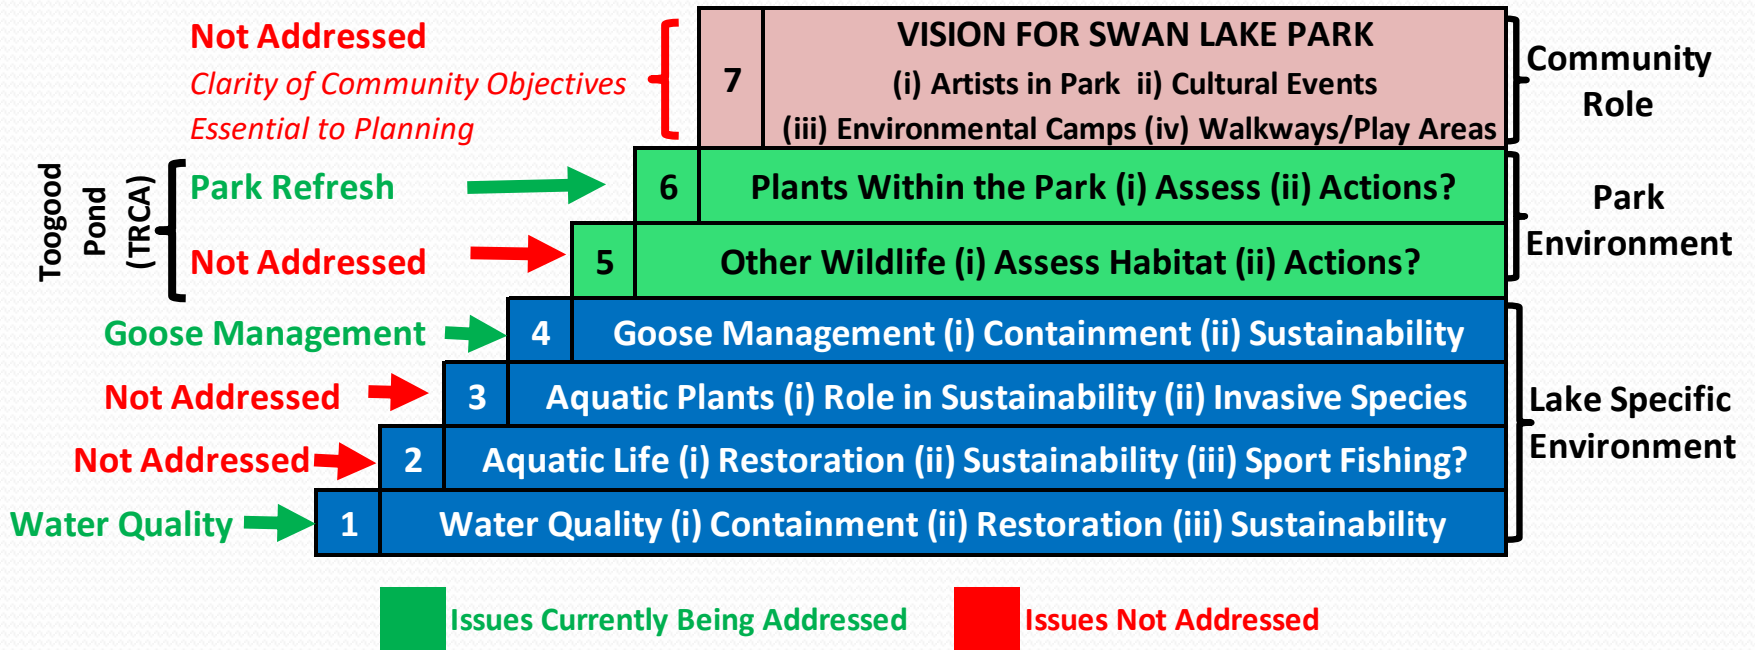 Not Addressed
Clarity of Community Objectives
Essential to Planning
7
VISION FOR SWAN LAKE PARK
(i) Artists in Park ii) Cultural Events
(iii) Environmental Camps (iv) Walkways/Play Areas
Community
Role
Toogood
Pond
(TRCA)
Park Refresh
6
Plants Within the Park (i) Assess (ii) Actions?
Park
Environment
Not Addressed
5
Other Wildlife (i) Assess Habitat (ii) Actions?
Goose Management
4
Goose Management (i) Containment (ii) Sustainability
Not Addressed
3
Aquatic Plants (i) Role in Sustainability (ii) Invasive Species
Lake Specific
Environment
Not Addressed
2
Aquatic Life (i) Restoration (ii) Sustainability (iii) Sport Fishing?
Water Quality
1
Water Quality (i) Containment (ii) Restoration (iii) Sustainability
Issues Currently Being Addressed
Issues Not Addressed